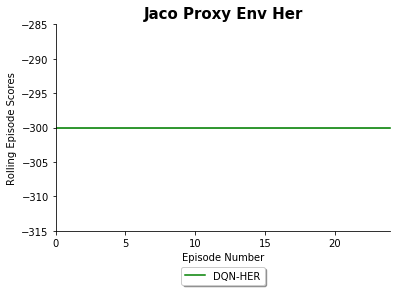 Jaco Proxy Env Her
Rolling Episode Scores
−285
−290
−295
−300
−305
−310
−315
0 5 10 15 20
Episode Number
DQN-HER